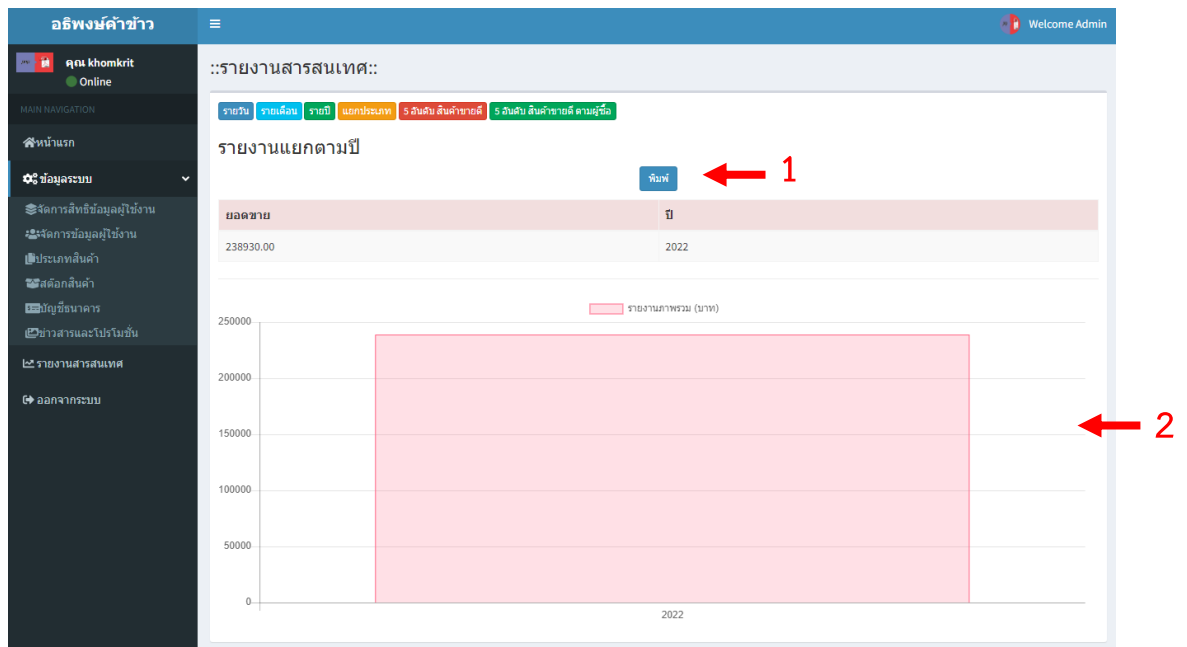 อธิพงษ์ค้าข้าว
Welcome Admin
คุณ khomkrit
Online
MAIN NAVIGATION
หน้าแรก
ข้อมูลระบบ
จัดการสิทธิข้อมูลผู้ใช้งาน
จัดการข้อมูลผู้ใช้งาน
ประเภทสินค้า
สต๊อกสินค้า
บัญชีธนาคาร
ข่าวสารและโปรโมชั่น
รายงานสารสนเทศ
ออกจากระบบ
::รายงานสารสนเทศ::
รายวัน รายเดือน รายปี แยกประเภท 5 อันดับ สินค้าขายดี 5 อันดับ สินค้าขายดี ตามผู้ซื้อ
รายงานแยกตามปี
พิมพ์ 1
ยอดขาย ปี
238930.00 2022
รายงานภาพรวม (บาท)
250000
200000
150000
2
100000
50000
0
2022